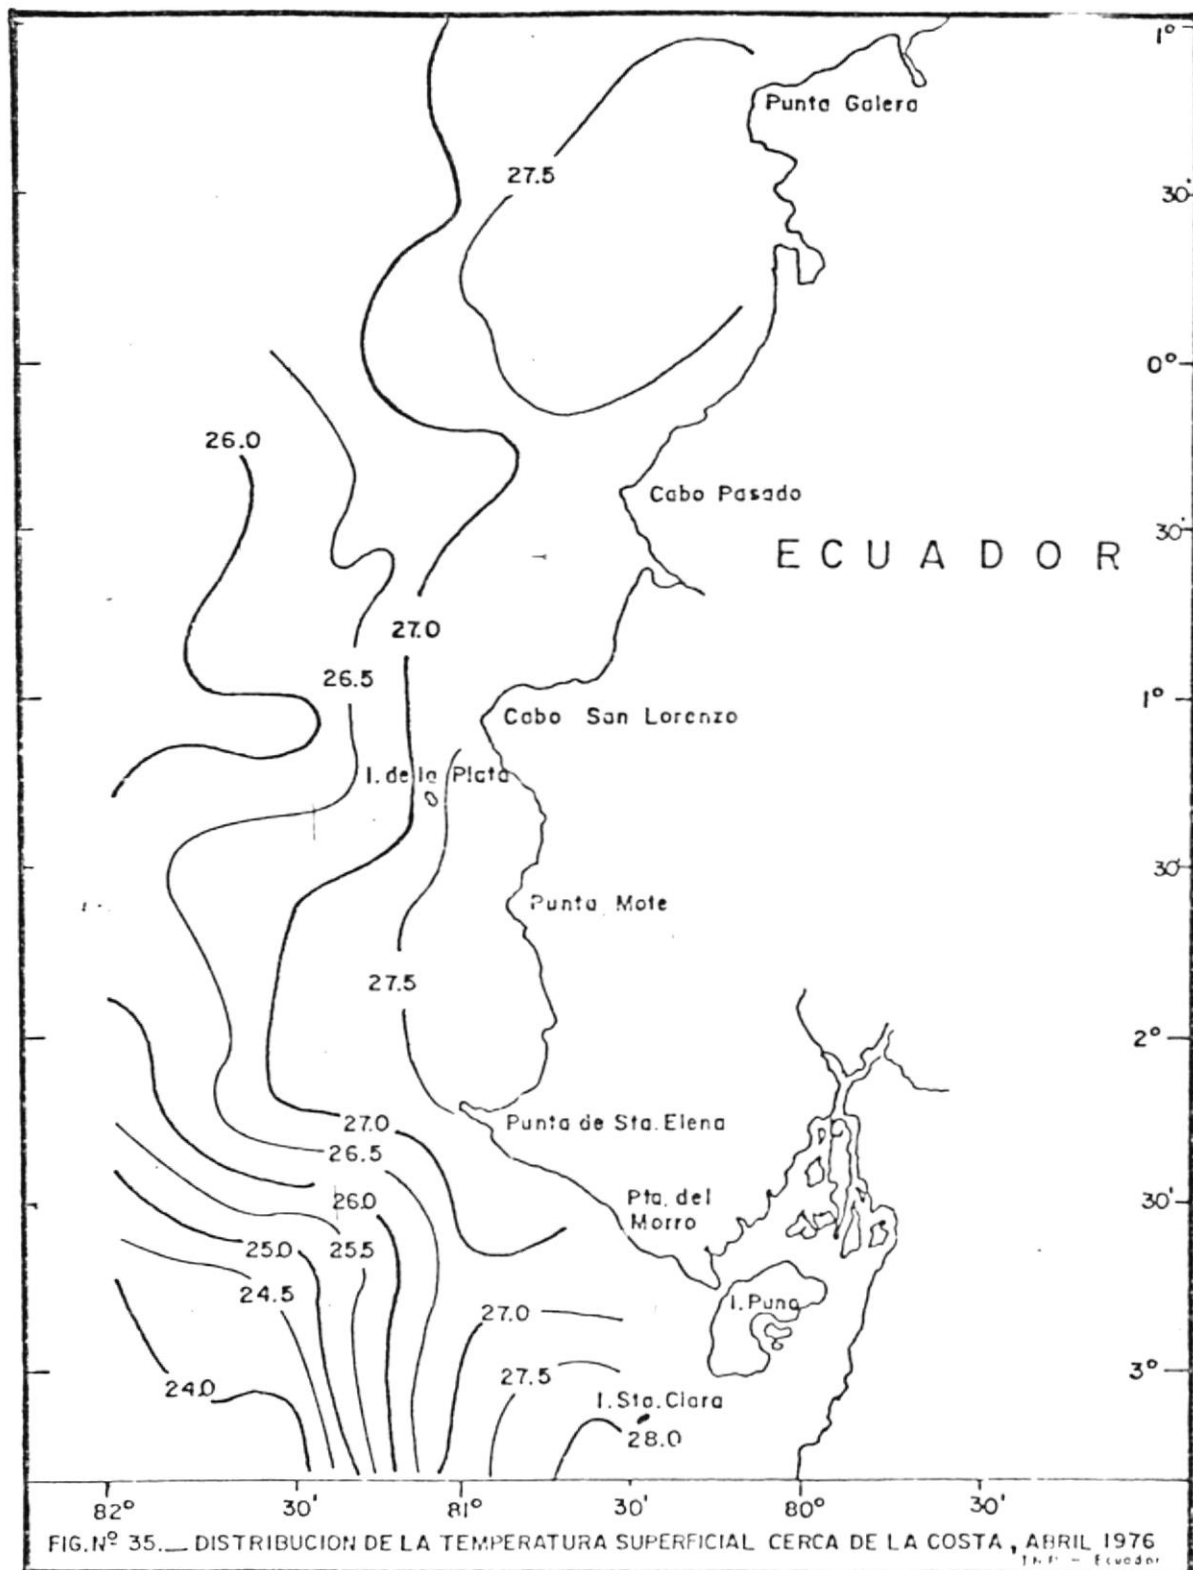 1°
Punta Galera
27.5
30'
0°
26.0
Cabo Pasado
30'
ECUADOR
27.0
26.5
1°
Cabo San Lorenzo
I. de la Plata
30'
Punta Mote
27.5
2°
27.0
Punta de Sta. Elena
26.5
Pta. del
Morro
30'
26.0
25.0
25.5
24.5
I. Puna
27.0
24.0
27.5
3°
I. Sta. Clara
28.0
82° 30' 81° 30' 80° 30'
FIG. Nº 35.— DISTRIBUCION DE LA TEMPERATURA SUPERFICIAL CERCA DE LA COSTA, ABRIL 1976
I.N.P. - Ecuador